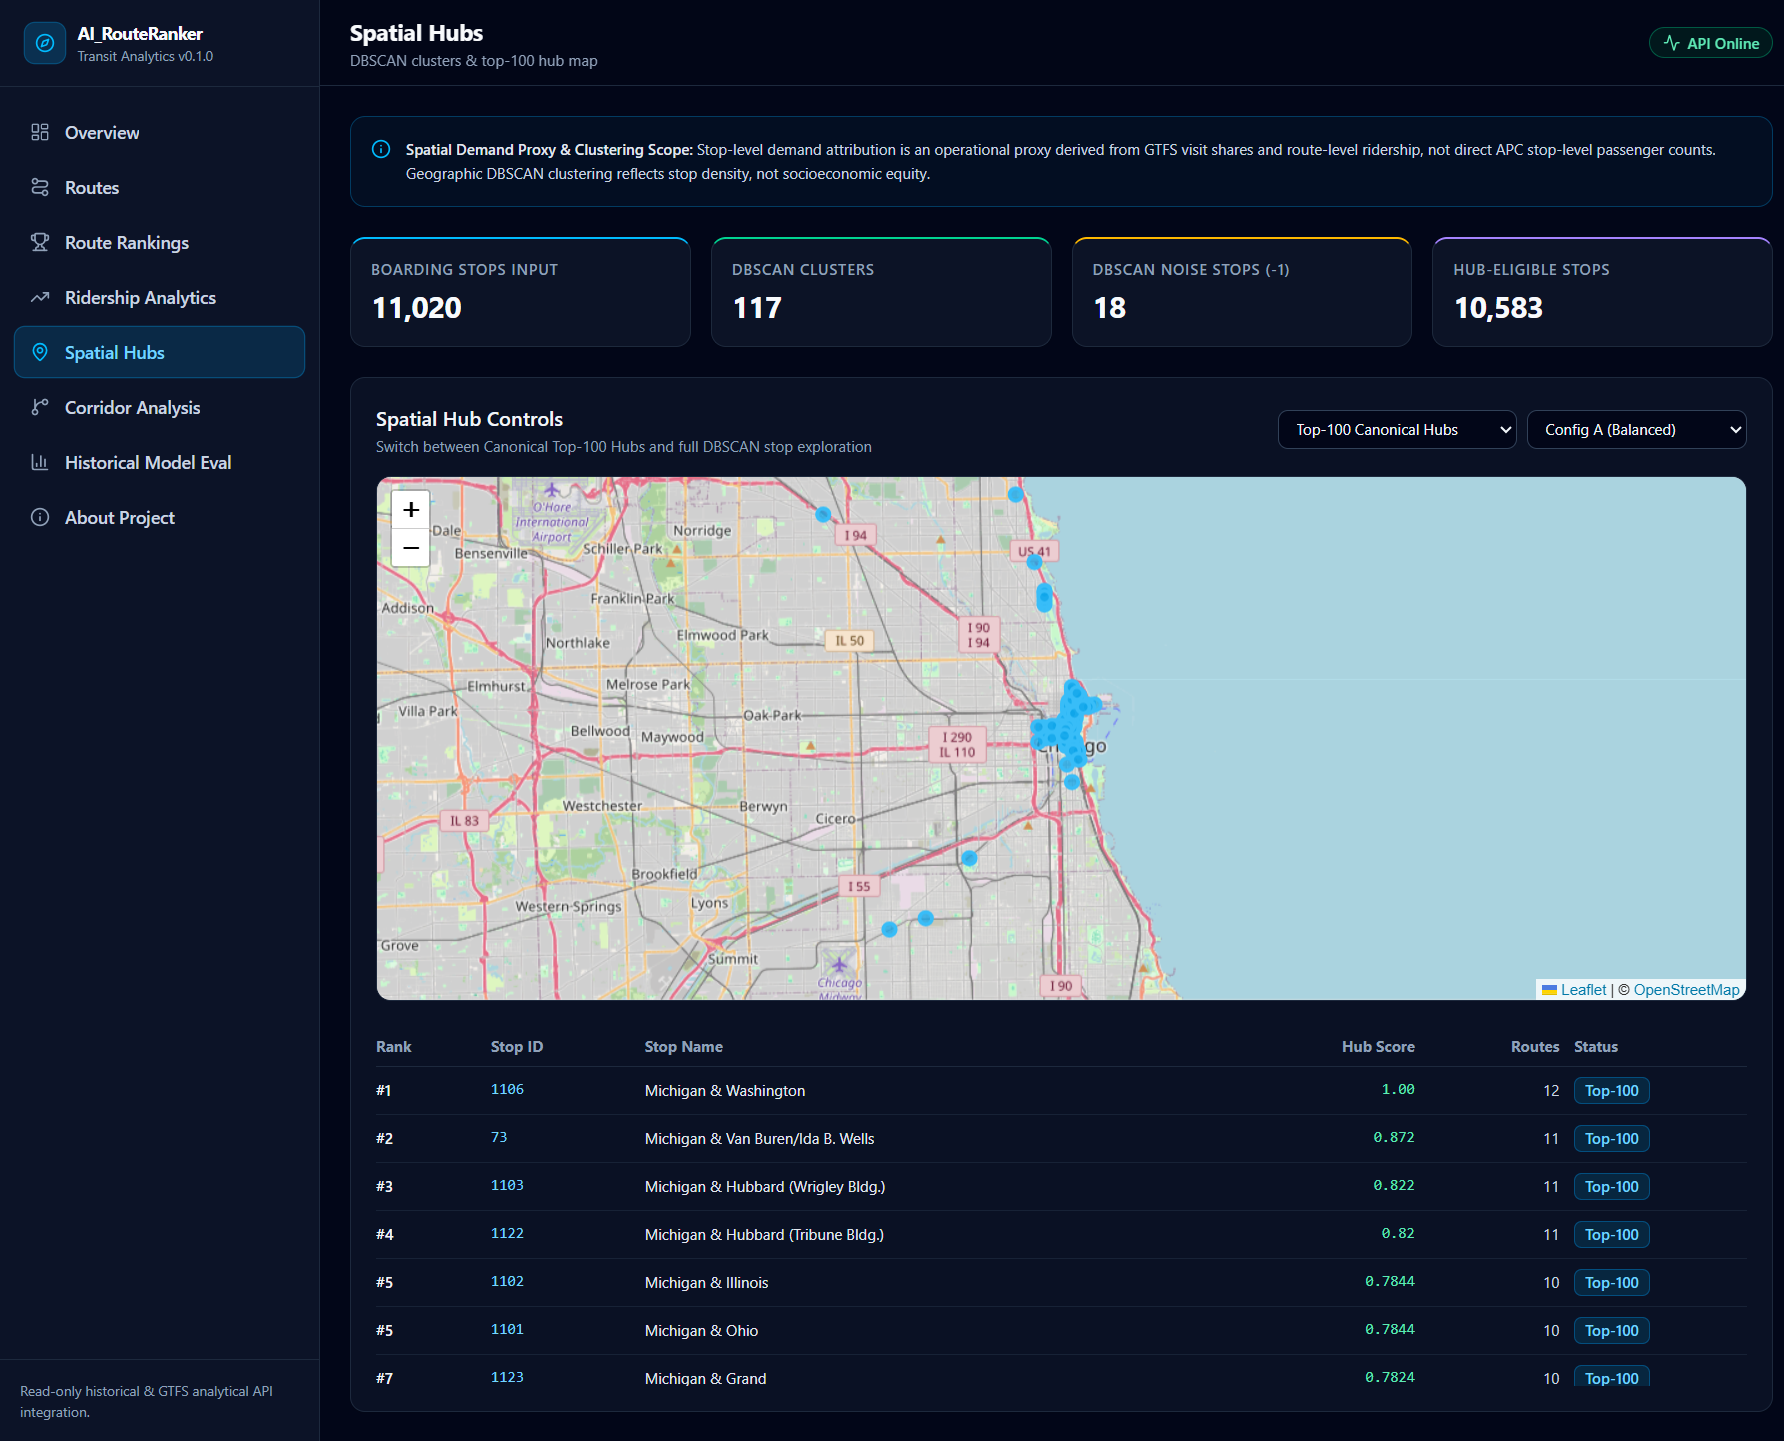 AI_RouteRanker
Transit Analytics v0.1.0
Overview
Routes
Route Rankings
Ridership Analytics
Spatial Hubs
Corridor Analysis
Historical Model Eval
About Project
Read-only historical & GTFS analytical API
integration.
Spatial Hubs
DBSCAN clusters & top-100 hub map
API Online
Spatial Demand Proxy & Clustering Scope: Stop-level demand attribution is an operational proxy derived from GTFS visit shares and route-level ridership, not direct APC stop-level passenger counts.
Geographic DBSCAN clustering reflects stop density, not socioeconomic equity.
BOARDING STOPS INPUT
11,020
DBSCAN CLUSTERS
117
DBSCAN NOISE STOPS (-1)
18
HUB-ELIGIBLE STOPS
10,583
Spatial Hub Controls
Switch between Canonical Top-100 Hubs and full DBSCAN stop exploration
Top-100 Canonical Hubs
Config A (Balanced)
+
−
O'Hare
International
Airport
Dale
Bensenville
Schiller Park
Norridge
I 94
US 41
Addison
Franklin Park
Northlake
Elmwood Park
IL 50
I 90
I 94
Elmhurst
Melrose Park
Villa Park
Oak Park
Bellwood
Maywood
I 290
IL 110
Westchester
Berwyn
Cicero
IL 83
Brookfield
I 55
Western Springs
Lyons
Grove
Summit
Chicago
Midway
I 90
Leaflet | © OpenStreetMap
Rank Stop ID Stop Name Hub Score Routes Status
#1 1106 Michigan & Washington 1.00 12 Top-100
#2 73 Michigan & Van Buren/Ida B. Wells 0.872 11 Top-100
#3 1103 Michigan & Hubbard (Wrigley Bldg.) 0.822 11 Top-100
#4 1122 Michigan & Hubbard (Tribune Bldg.) 0.82 11 Top-100
#5 1102 Michigan & Illinois 0.7844 10 Top-100
#5 1101 Michigan & Ohio 0.7844 10 Top-100
#7 1123 Michigan & Grand 0.7824 10 Top-100